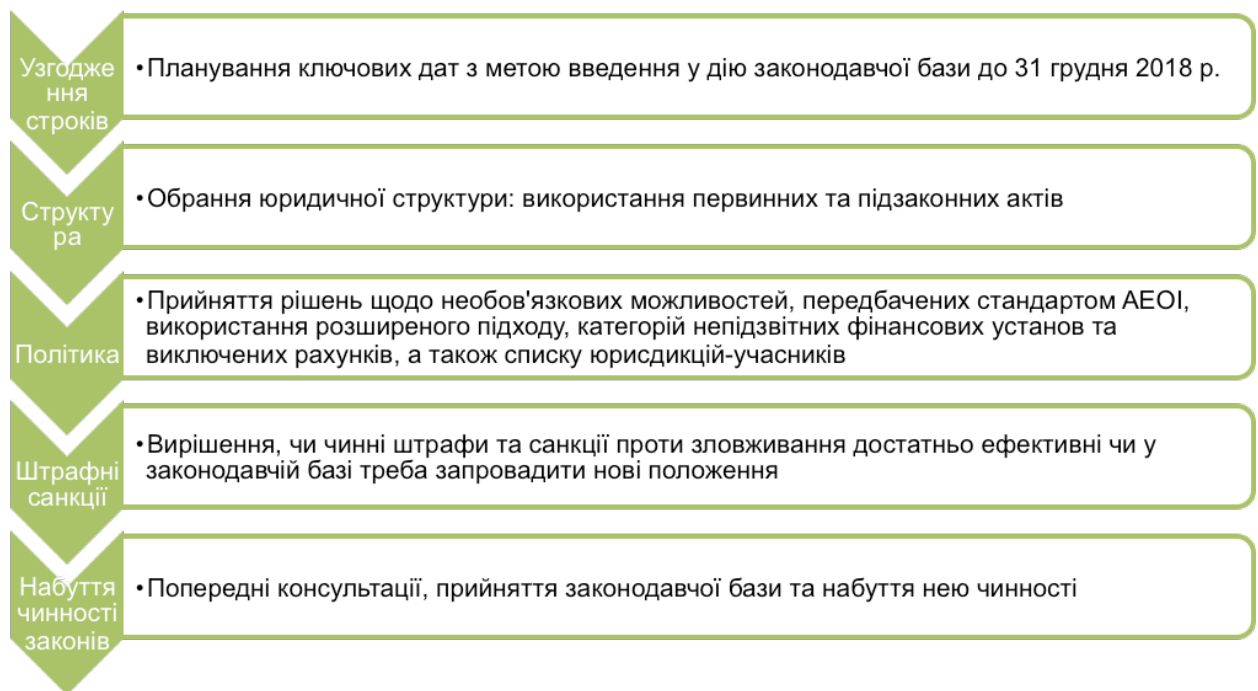 Узгодже
ння
строків
•Планування ключових дат з метою введення у дію законодавчої бази до 31 грудня 2018 р.
Структу
ра
•Обрання юридичної структури: використання первинних та підзаконних актів
Політика
•Прийняття рішень щодо необов'язкових можливостей, передбачених стандартом AEOI,
використання розширеного підходу, категорій непідзвітних фінансових установ та
виключених рахунків, а також списку юрисдикцій-учасників
Штрафні
санкції
•Вирішення, чи чинні штрафи та санкції проти зловживання достатньо ефективні чи у
законодавчій базі треба запровадити нові положення
Набуття
чинності
законів
•Попередні консультації, прийняття законодавчої бази та набуття нею чинності